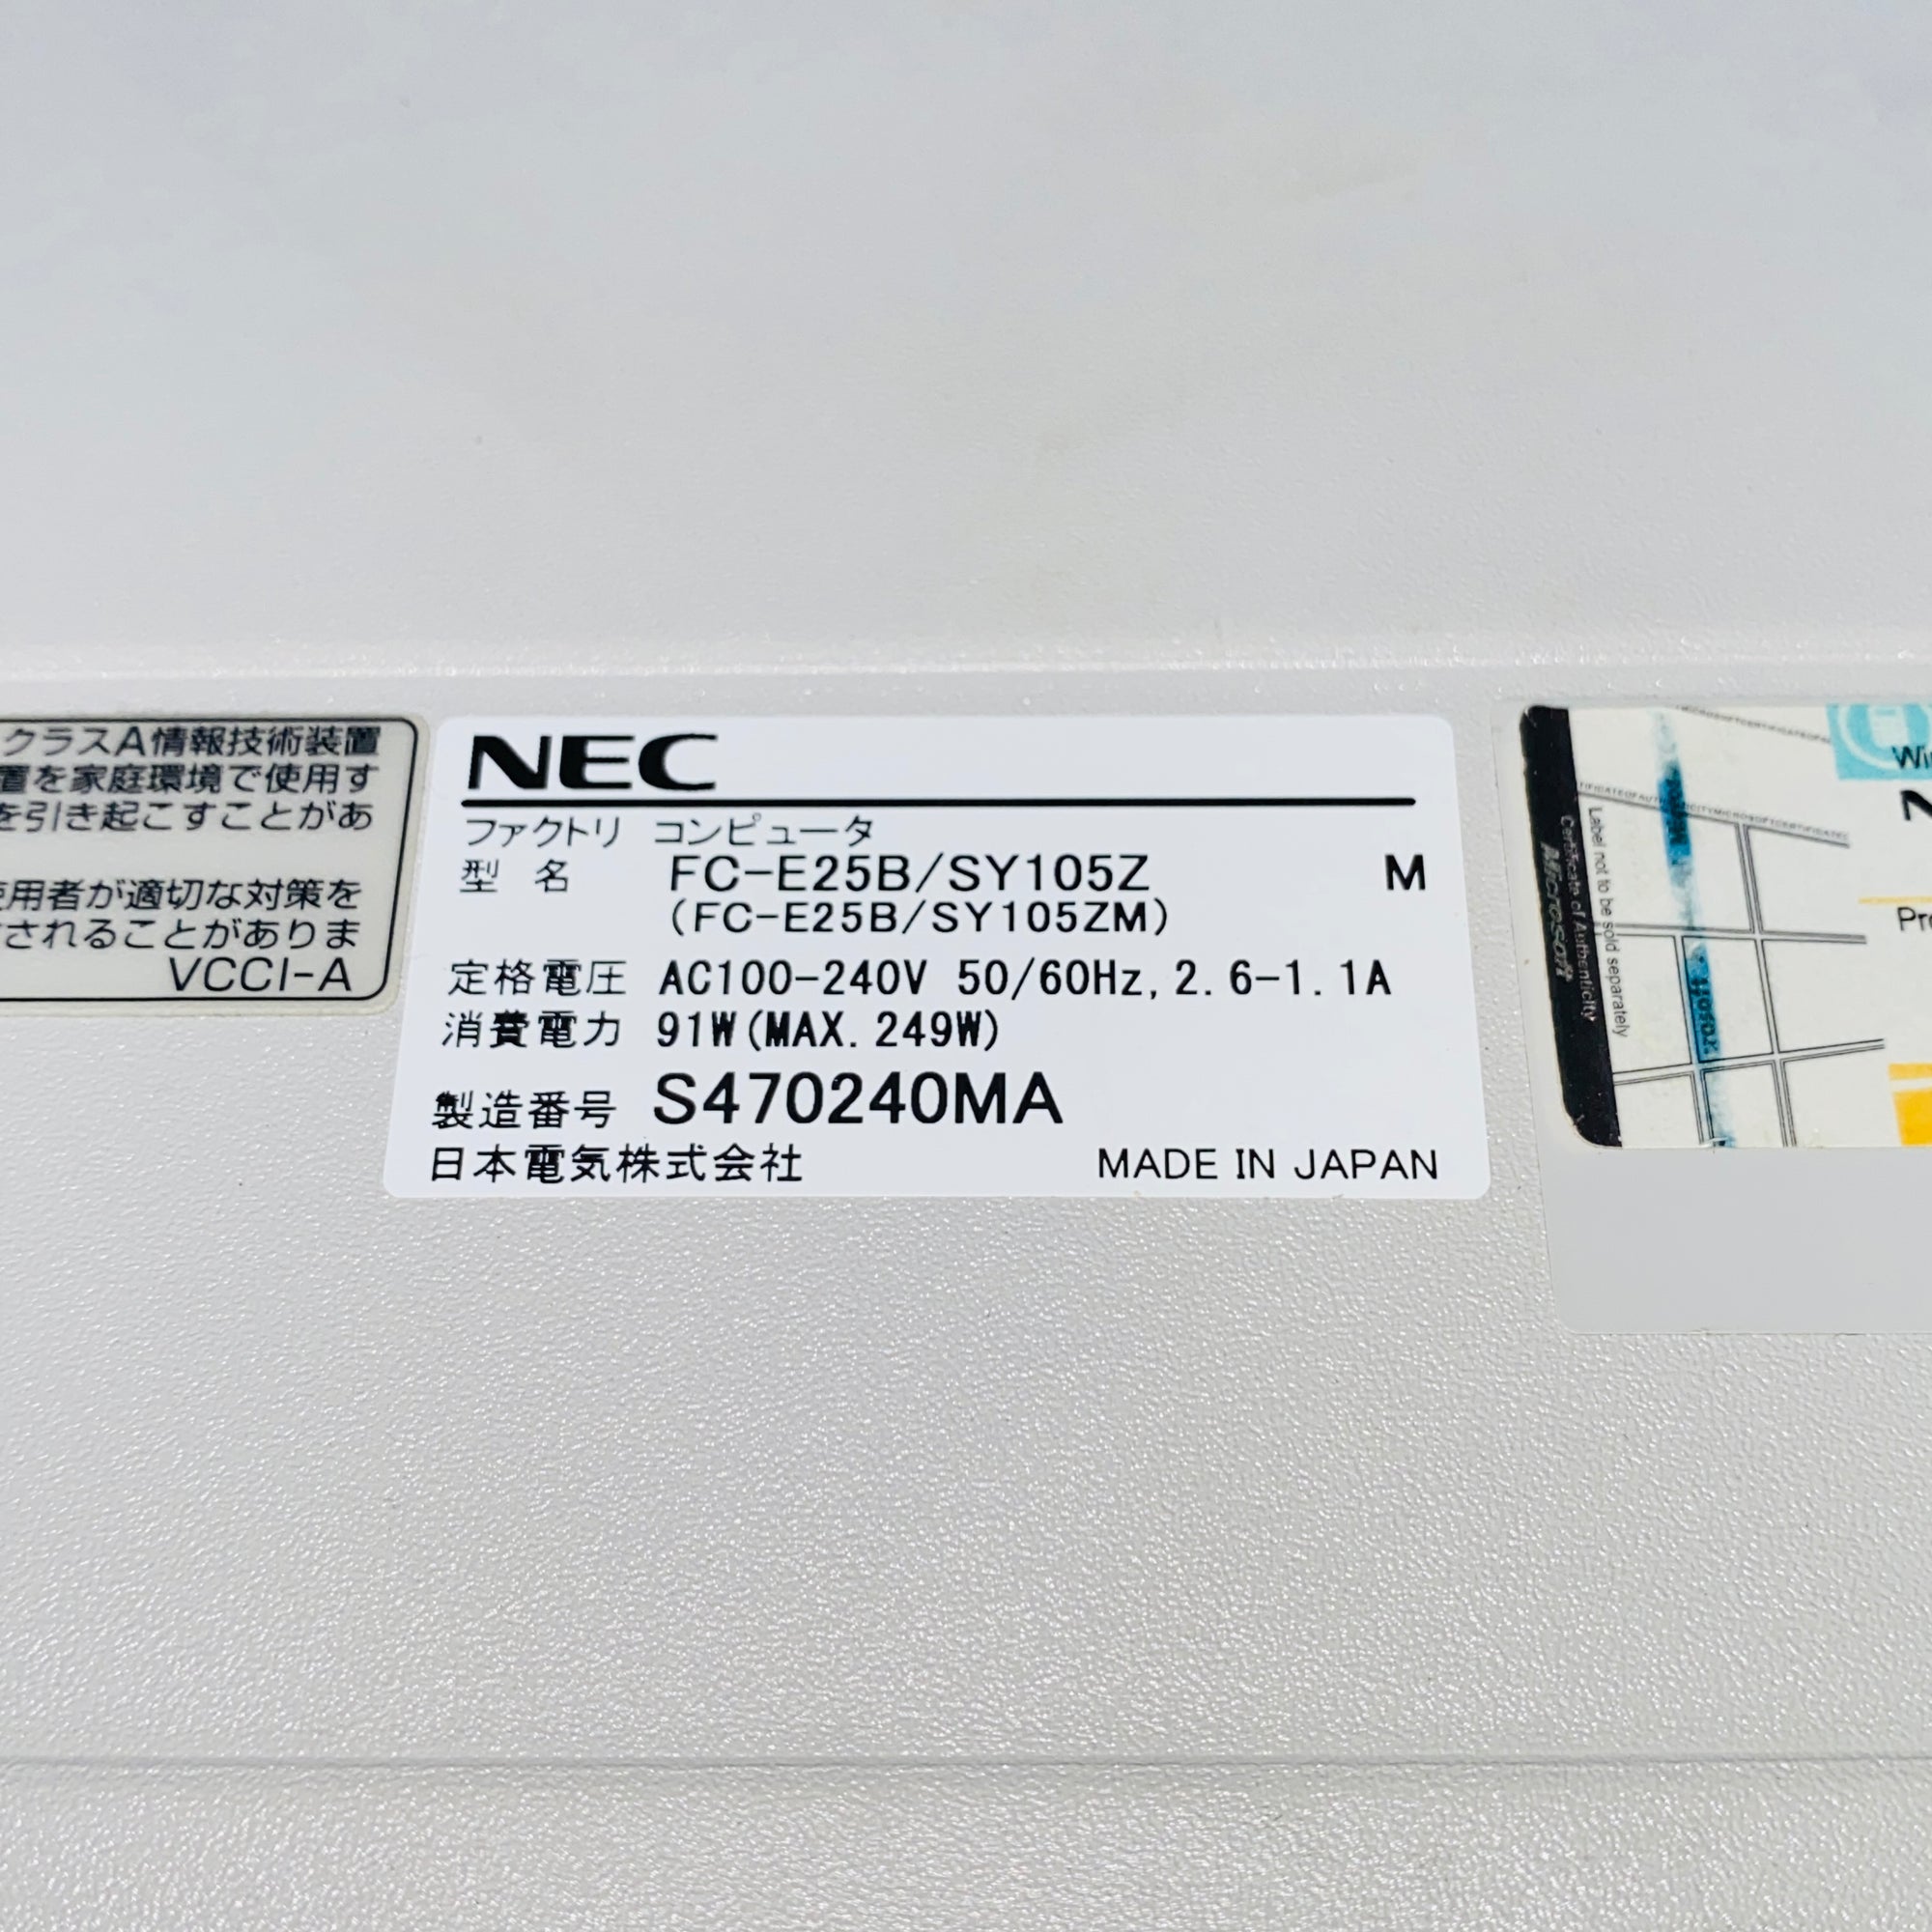 クラスA情報技術装置
置を家庭環境で使用す
を引き起こすことがあ
使用者が適切な対策を
されることがありま
VCCI-A
NEC
ファクトリ コンピュータ
型 名 FC-E25B/SY105Z M
(FC-E25B/SY105ZM)
定格電圧 AC100-240V 50/60Hz, 2.6-1.1A
消費電力 91W(MAX. 249W)
製造番号 S470240MA
日本電気株式会社 MADE IN JAPAN
Label not to be sold separately
Certificate of Authenticity
Microsoft
Wi
Pr